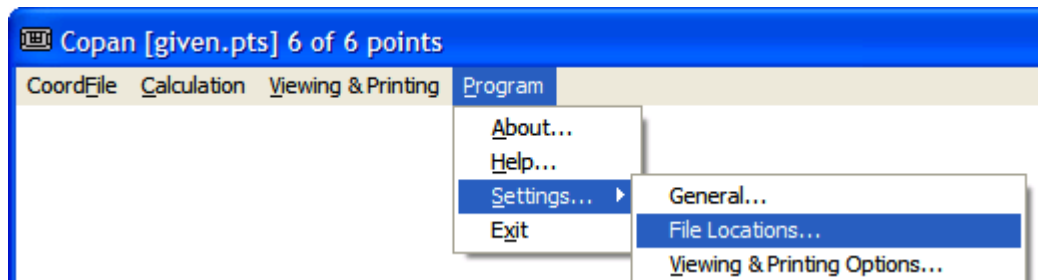 Copan [given.pts] 6 of 6 points
CoordFile Calculation Viewing & Printing Program
About...
Help...
Settings...
Exit
General...
File Locations...
Viewing & Printing Options...